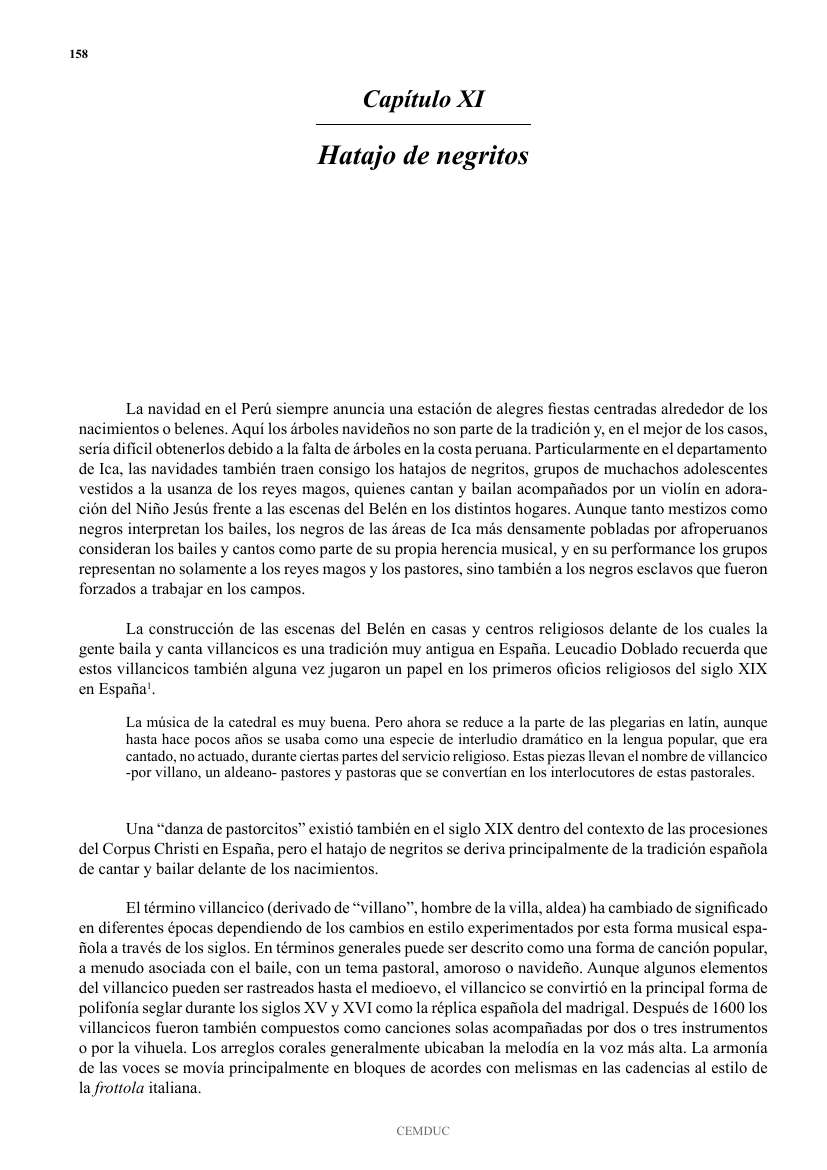 158
Capítulo XI
Hatajo de negritos
La navidad en el Perú siempre anuncia una estación de alegres fiestas centradas alrededor de los
nacimientos o belenes. Aquí los árboles navideños no son parte de la tradición y, en el mejor de los casos,
sería difícil obtenerlos debido a la falta de árboles en la costa peruana. Particularmente en el departamento
de Ica, las navidades también traen consigo los hatajos de negritos, grupos de muchachos adolescentes
vestidos a la usanza de los reyes magos, quienes cantan y bailan acompañados por un violín en adora-
ción del Niño Jesús frente a las escenas del Belén en los distintos hogares. Aunque tanto mestizos como
negros interpretan los bailes, los negros de las áreas de Ica más densamente pobladas por afroperuanos
consideran los bailes y cantos como parte de su propia herencia musical, y en su performance los grupos
representan no solamente a los reyes magos y los pastores, sino también a los negros esclavos que fueron
forzados a trabajar en los campos.
La construcción de las escenas del Belén en casas y centros religiosos delante de los cuales la
gente baila y canta villancicos es una tradición muy antigua en España. Leucadio Doblado recuerda que
estos villancicos también alguna vez jugaron un papel en los primeros oficios religiosos del siglo XIX
en España¹.
La música de la catedral es muy buena. Pero ahora se reduce a la parte de las plegarias en latín, aunque
hasta hace pocos años se usaba como una especie de interludio dramático en la lengua popular, que era
cantado, no actuado, durante ciertas partes del servicio religioso. Estas piezas llevan el nombre de villancico
-por villano, un aldeano- pastores y pastoras que se convertían en los interlocutores de estas pastorales.
Una “danza de pastorcitos” existió también en el siglo XIX dentro del contexto de las procesiones
del Corpus Christi en España, pero el hatajo de negritos se deriva principalmente de la tradición española
de cantar y bailar delante de los nacimientos.
El término villancico (derivado de “villano”, hombre de la villa, aldea) ha cambiado de significado
en diferentes épocas dependiendo de los cambios en estilo experimentados por esta forma musical espa-
ñola a través de los siglos. En términos generales puede ser descrito como una forma de canción popular,
a menudo asociada con el baile, con un tema pastoral, amoroso o navideño. Aunque algunos elementos
del villancico pueden ser rastreados hasta el medioevo, el villancico se convirtió en la principal forma de
polifonía seglar durante los siglos XV y XVI como la réplica española del madrigal. Después de 1600 los
villancicos fueron también compuestos como canciones solas acompañadas por dos o tres instrumentos
o por la vihuela. Los arreglos corales generalmente ubicaban la melodía en la voz más alta. La armonía
de las voces se movía principalmente en bloques de acordes con melismas en las cadencias al estilo de
la frottola italiana.
CEMDUC